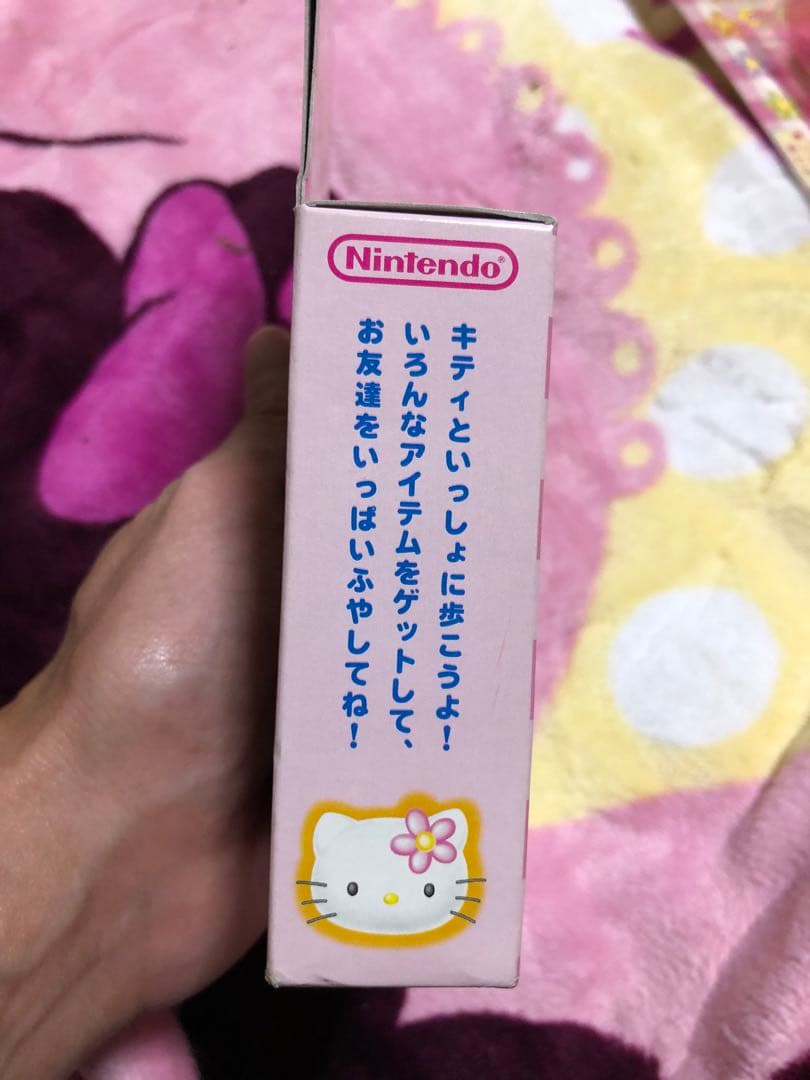 Nintendo®
キティといっしょに歩こうよ!
いろんなアイテムをゲットして、
お友達をいっぱいふやしてね!